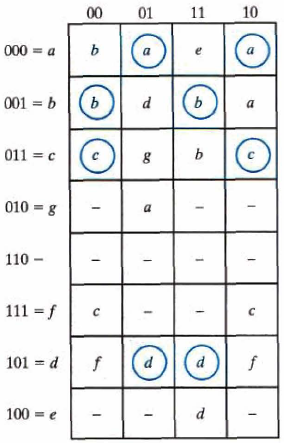 00 01 11 10
000 = a b a e a
001 = b b d b a
011 = c c g b c
010 = g – a – –
110 – – – – –
111 = f c – – c
101 = d f d d f
100 = e – – d –